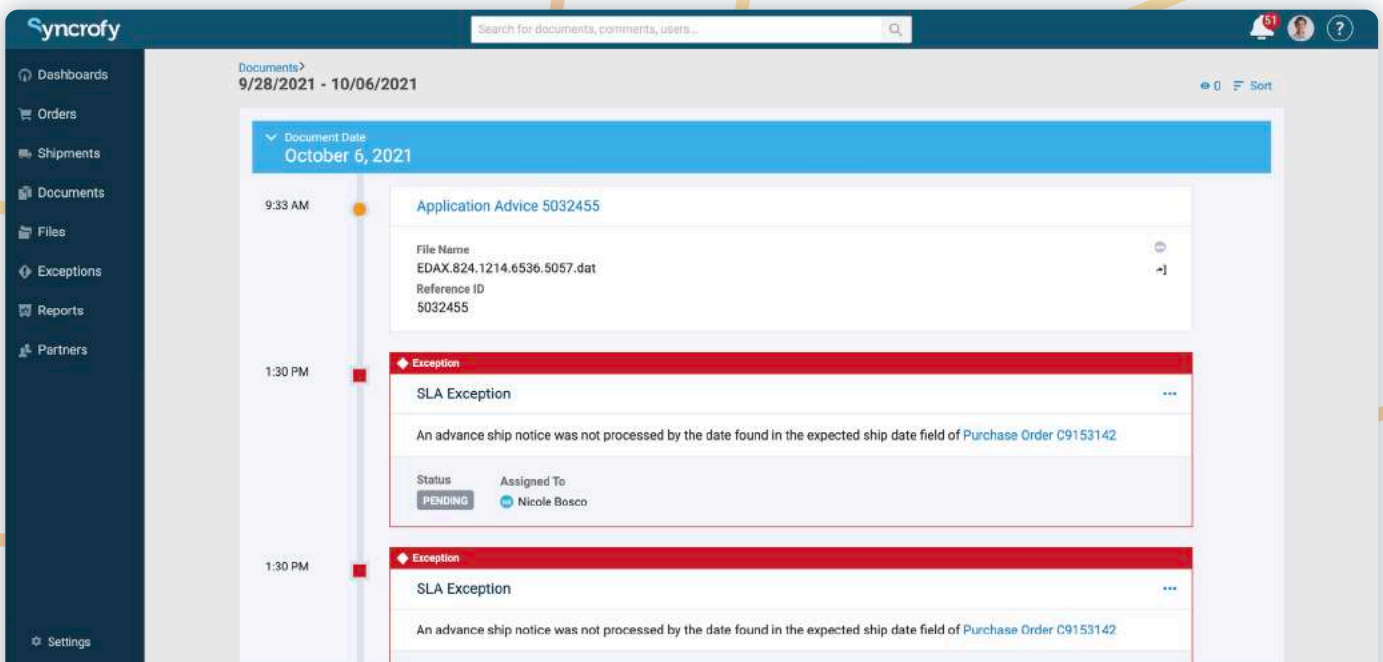 Syncrofy
Search for documents, comments, users...
51
?
Dashboards
Orders
Shipments
Documents
Files
Exceptions
Reports
Partners
Settings
Documents>
9/28/2021 - 10/06/2021
0 Sort
Document Date
October 6, 2021
9:33 AM
Application Advice 5032455
File Name
EDAX.824.1214.6536.5057.dat
Reference ID
5032455
1:30 PM
Exception
SLA Exception
An advance ship notice was not processed by the date found in the expected ship date field of Purchase Order C9153142
Status Assigned To
PENDING Nicole Bosco
1:30 PM
Exception
SLA Exception
An advance ship notice was not processed by the date found in the expected ship date field of Purchase Order C9153142